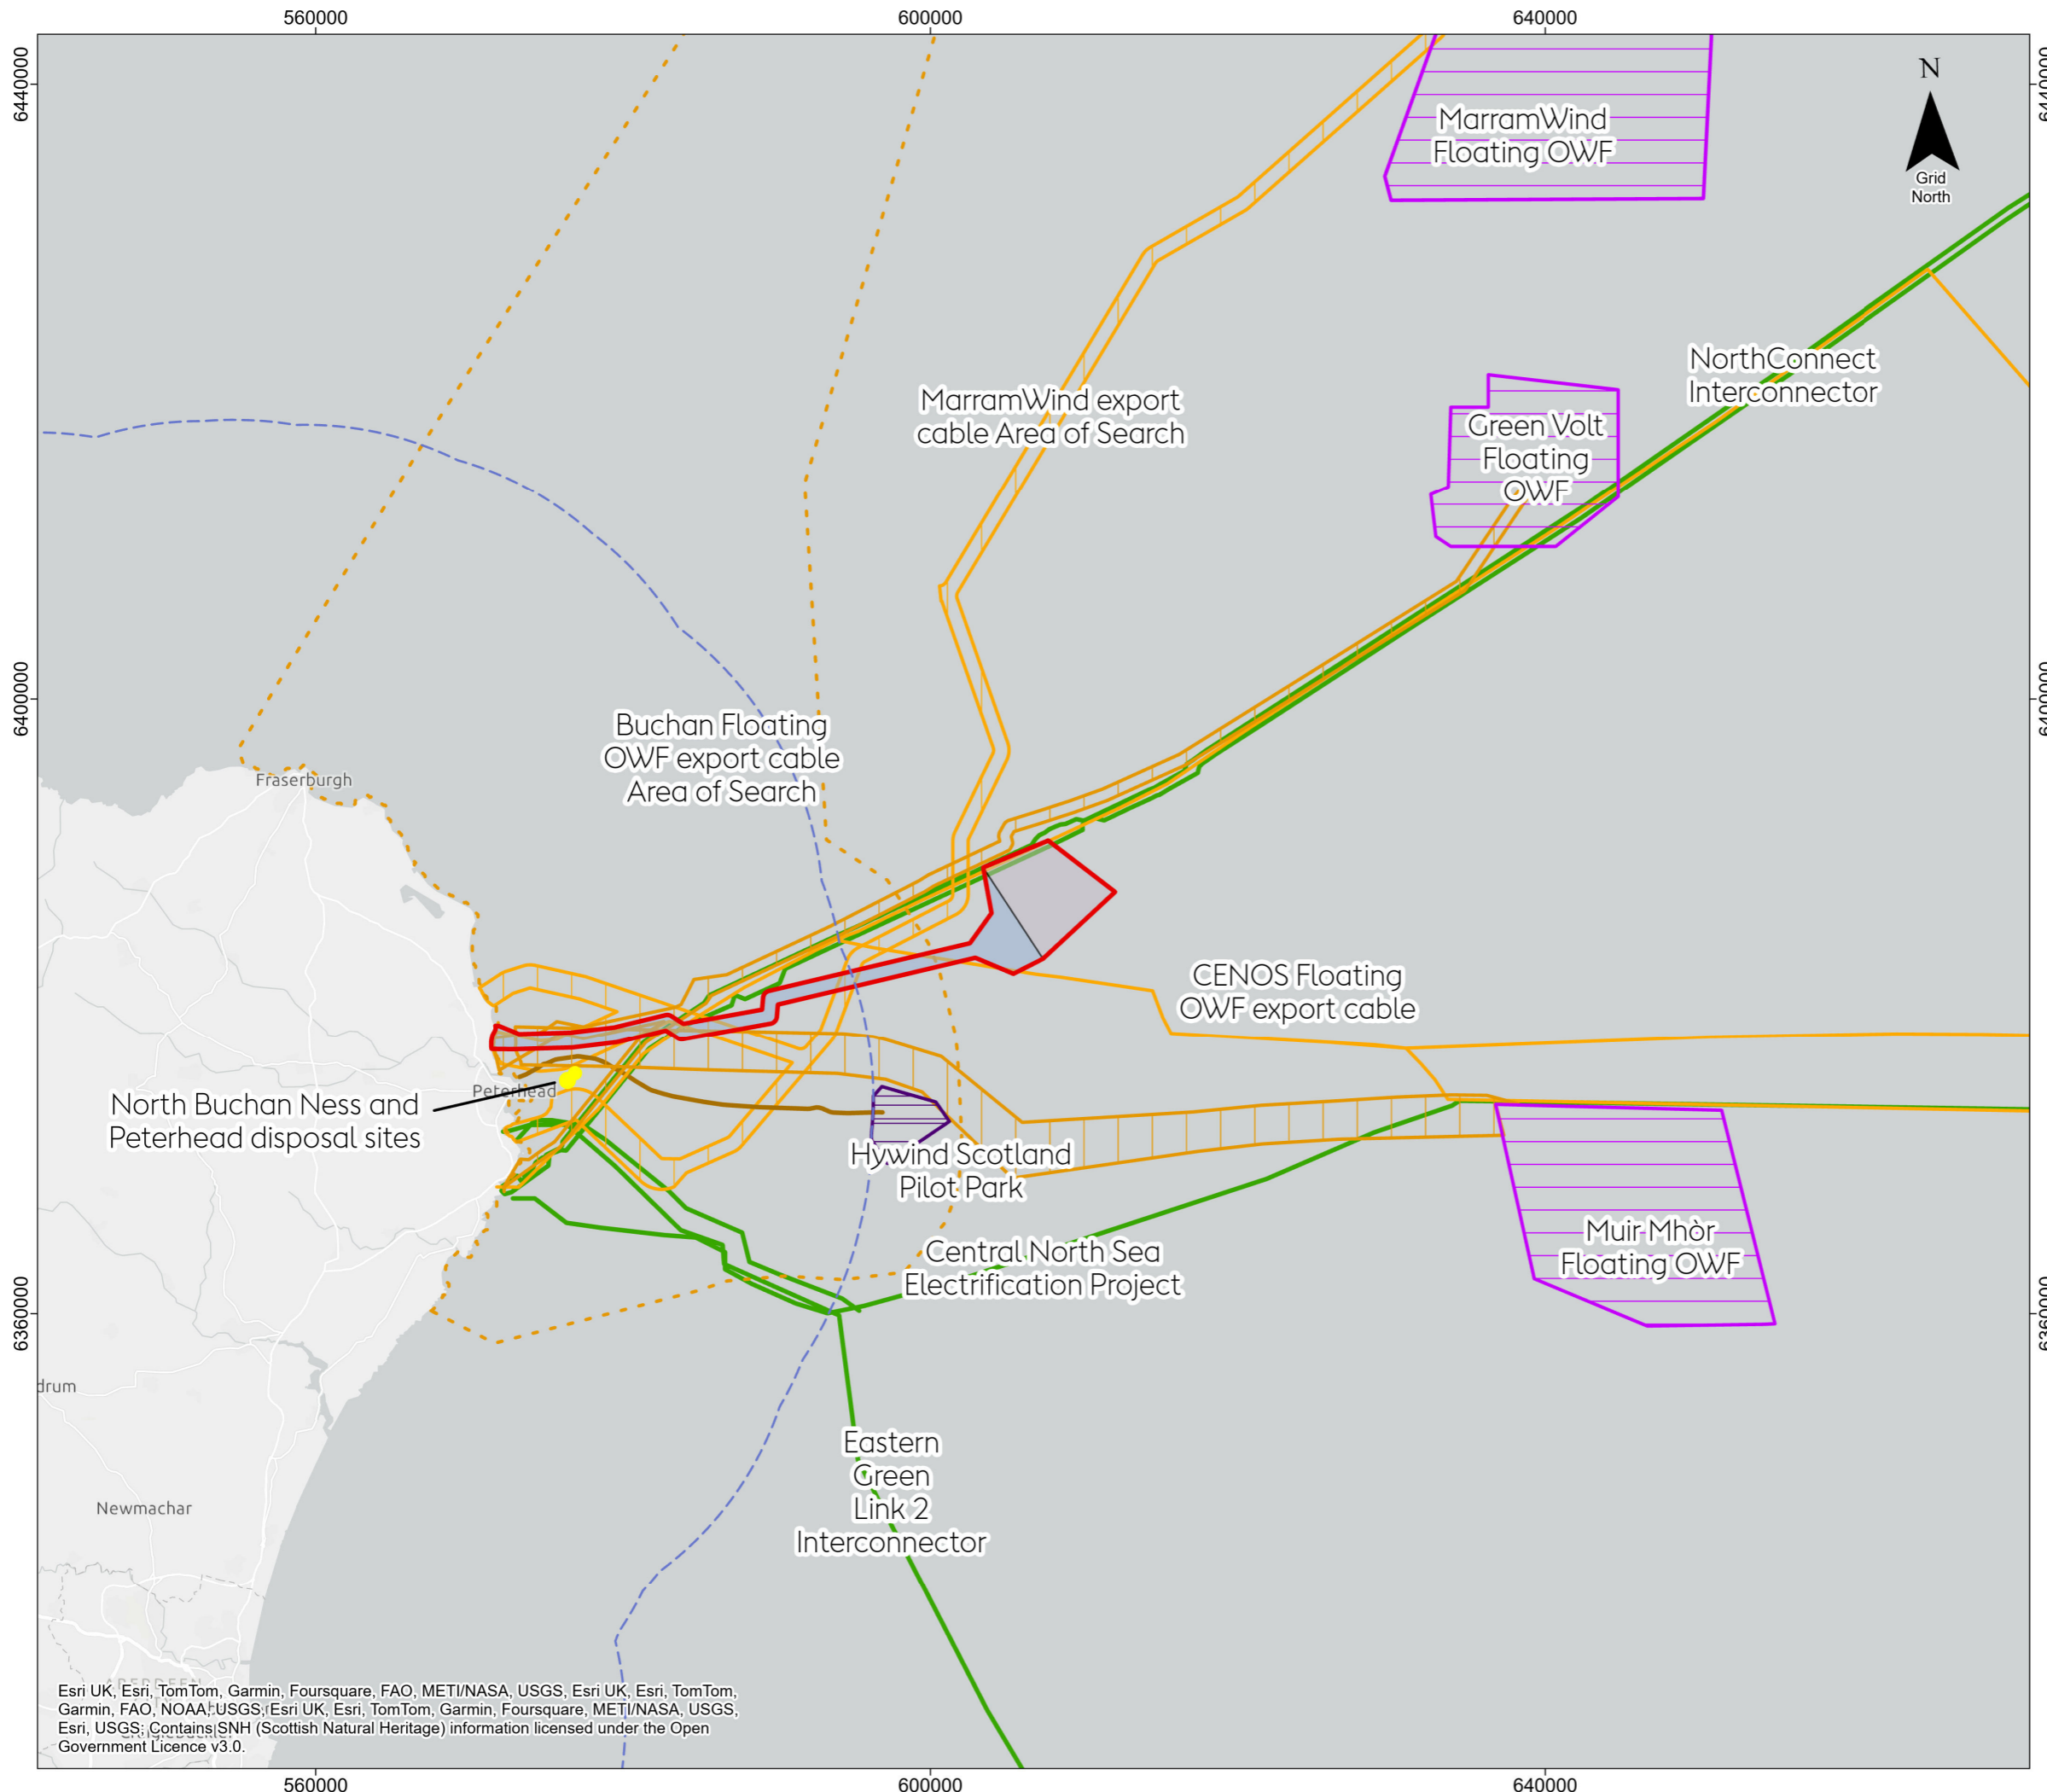 560000
600000
640000
6440000
6440000
N
Grid
North
MarramWind
Floating OWF
NorthConnect
Interconnector
MarramWind export
cable Area of Search
Green Volt
Floating
OWF
6400000
6400000
Buchan Floating
OWF export cable
Area of Search
Fraserburgh
CENOS Floating
OWF export cable
Peterhead
North Buchan Ness and
Peterhead disposal sites
Hywind Scotland
Pilot Park
Muir Mhòr
Floating OWF
Central North Sea
Electrification Project
6360000
6360000
drum
Eastern
Green
Link 2
Interconnector
Newmachar
ABERDEEN
Esri UK, Esri, TomTom, Garmin, Foursquare, FAO, METI/NASA, USGS, Esri UK, Esri, TomTom,
Garmin, FAO, NOAA, USGS, Esri UK, Esri, TomTom, Garmin, Foursquare, METI/NASA, USGS,
Esri, USGS; Contains SNH (Scottish Natural Heritage) information licensed under the Open
Government Licence v3.0.
560000
600000
640000